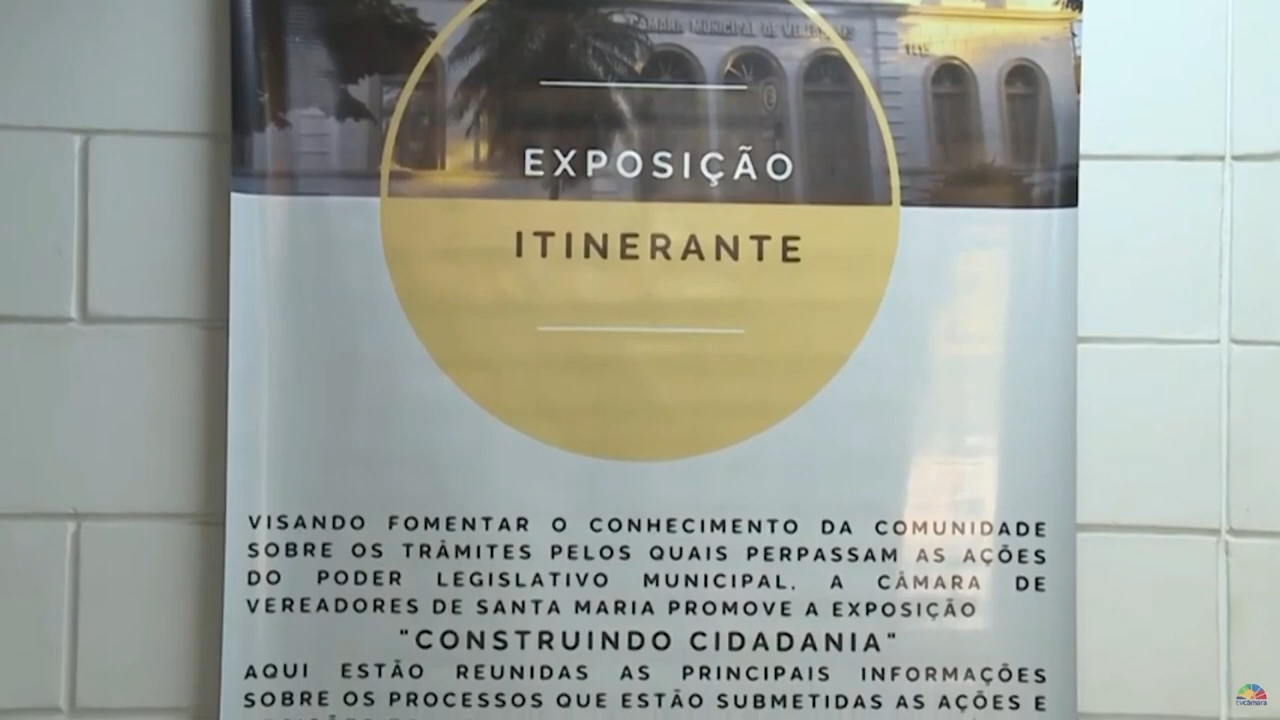 CÂMARA MUNICIPAL DE VEREADORES
1415
EXPOSIÇÃO
ITINERANTE
VISANDO FOMENTAR O CONHECIMENTO DA COMUNIDADE
SOBRE OS TRÂMITES PELOS QUAIS PERPASSAM AS AÇÕES
DO PODER LEGISLATIVO MUNICIPAL, A CÂMARA DE
VEREADORES DE SANTA MARIA PROMOVE A EXPOSIÇÃO
"CONSTRUINDO CIDADANIA"
AQUI ESTÃO REUNIDAS AS PRINCIPAIS INFORMAÇÕES
SOBRE OS PROCESSOS QUE ESTÃO SUBMETIDAS AS AÇÕES E
tvcâmara